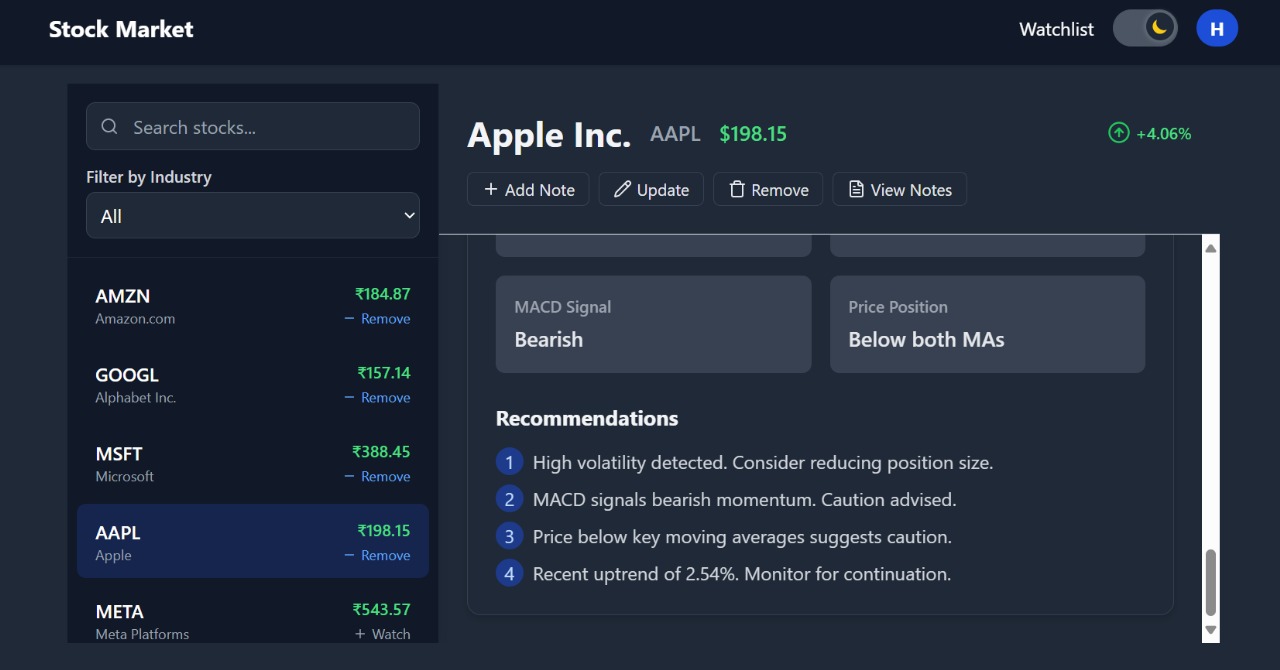 Stock Market
Watchlist
H
Search stocks...
Filter by Industry
All
AMZN ₹184.87
Amazon.com − Remove
GOOGL ₹157.14
Alphabet Inc. − Remove
MSFT ₹388.45
Microsoft − Remove
AAPL ₹198.15
Apple − Remove
META ₹543.57
Meta Platforms + Watch
Apple Inc. AAPL $198.15 +4.06%
+ Add Note Update Remove View Notes
MACD Signal Price Position
Bearish Below both MAs
Recommendations
1 High volatility detected. Consider reducing position size.
2 MACD signals bearish momentum. Caution advised.
3 Price below key moving averages suggests caution.
4 Recent uptrend of 2.54%. Monitor for continuation.